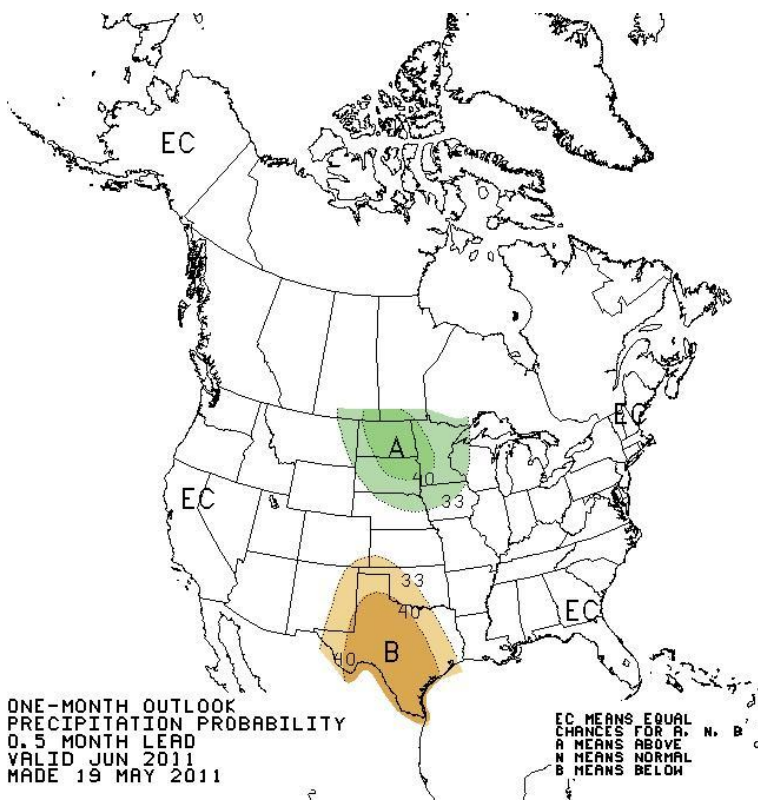 EC
A
40
33
EC
EC
33
40
EC
B
40
ONE-MONTH OUTLOOK
PRECIPITATION PROBABILITY
0.5 MONTH LEAD
VALID JUN 2011
MADE 19 MAY 2011
EC MEANS EQUAL
CHANCES FOR A, N, B
A MEANS ABOVE
N MEANS NORMAL
B MEANS BELOW